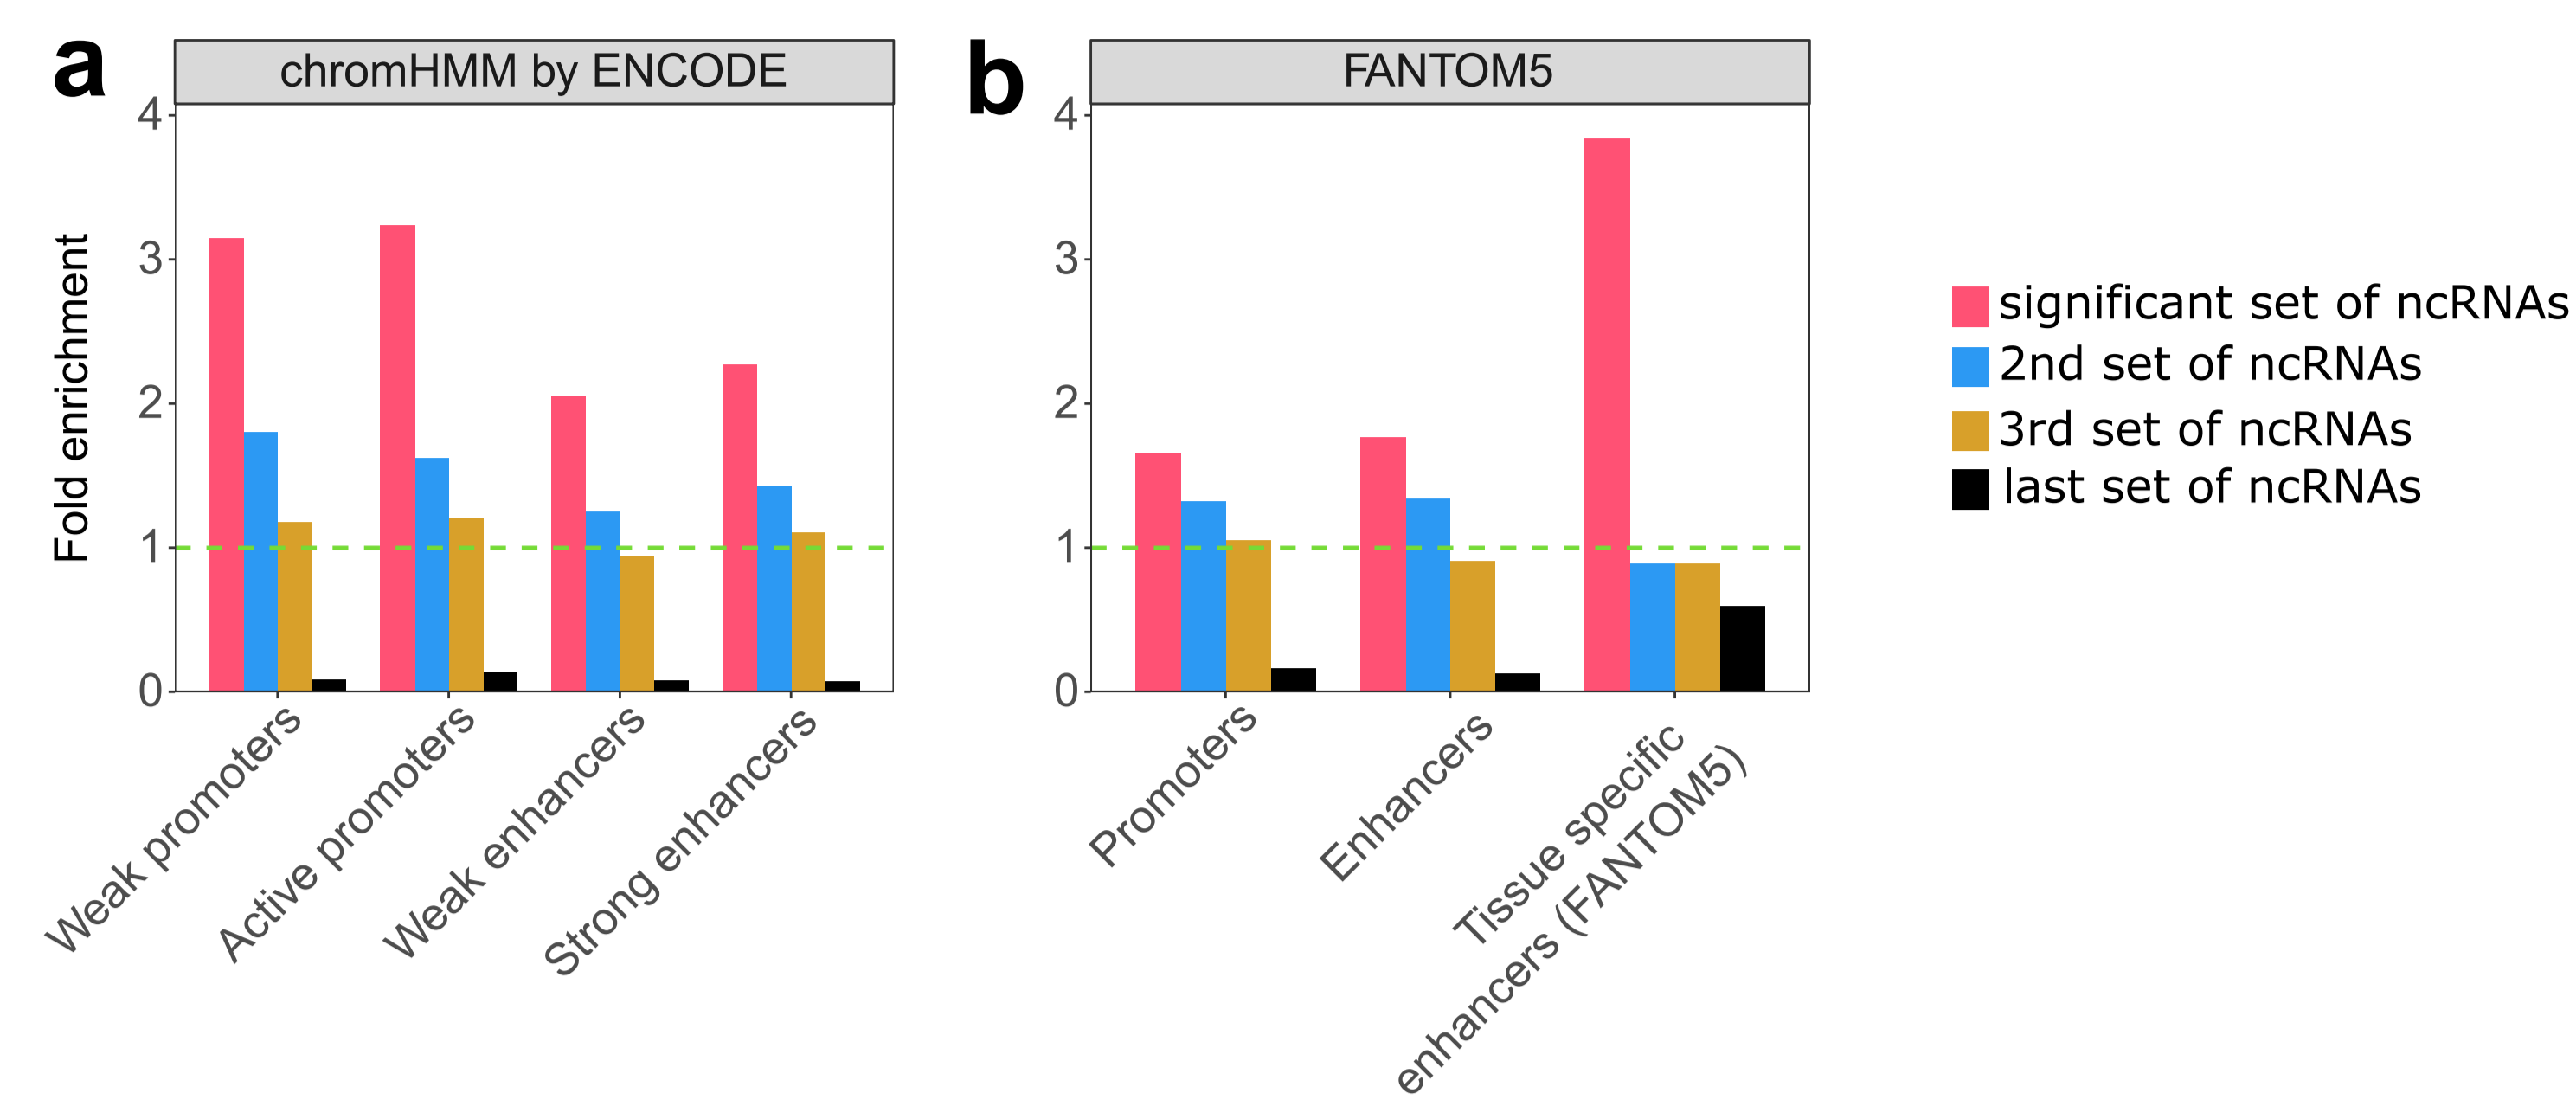 a
chromHMM by ENCODE
4
3
2
1
0
Fold enrichment
Weak promoters
Active promoters
Weak enhancers
Strong enhancers
b
FANTOM5
4
3
2
1
0
Promoters
Enhancers
Tissue specific
enhancers (FANTOM5)
significant set of ncRNAs
2nd set of ncRNAs
3rd set of ncRNAs
last set of ncRNAs